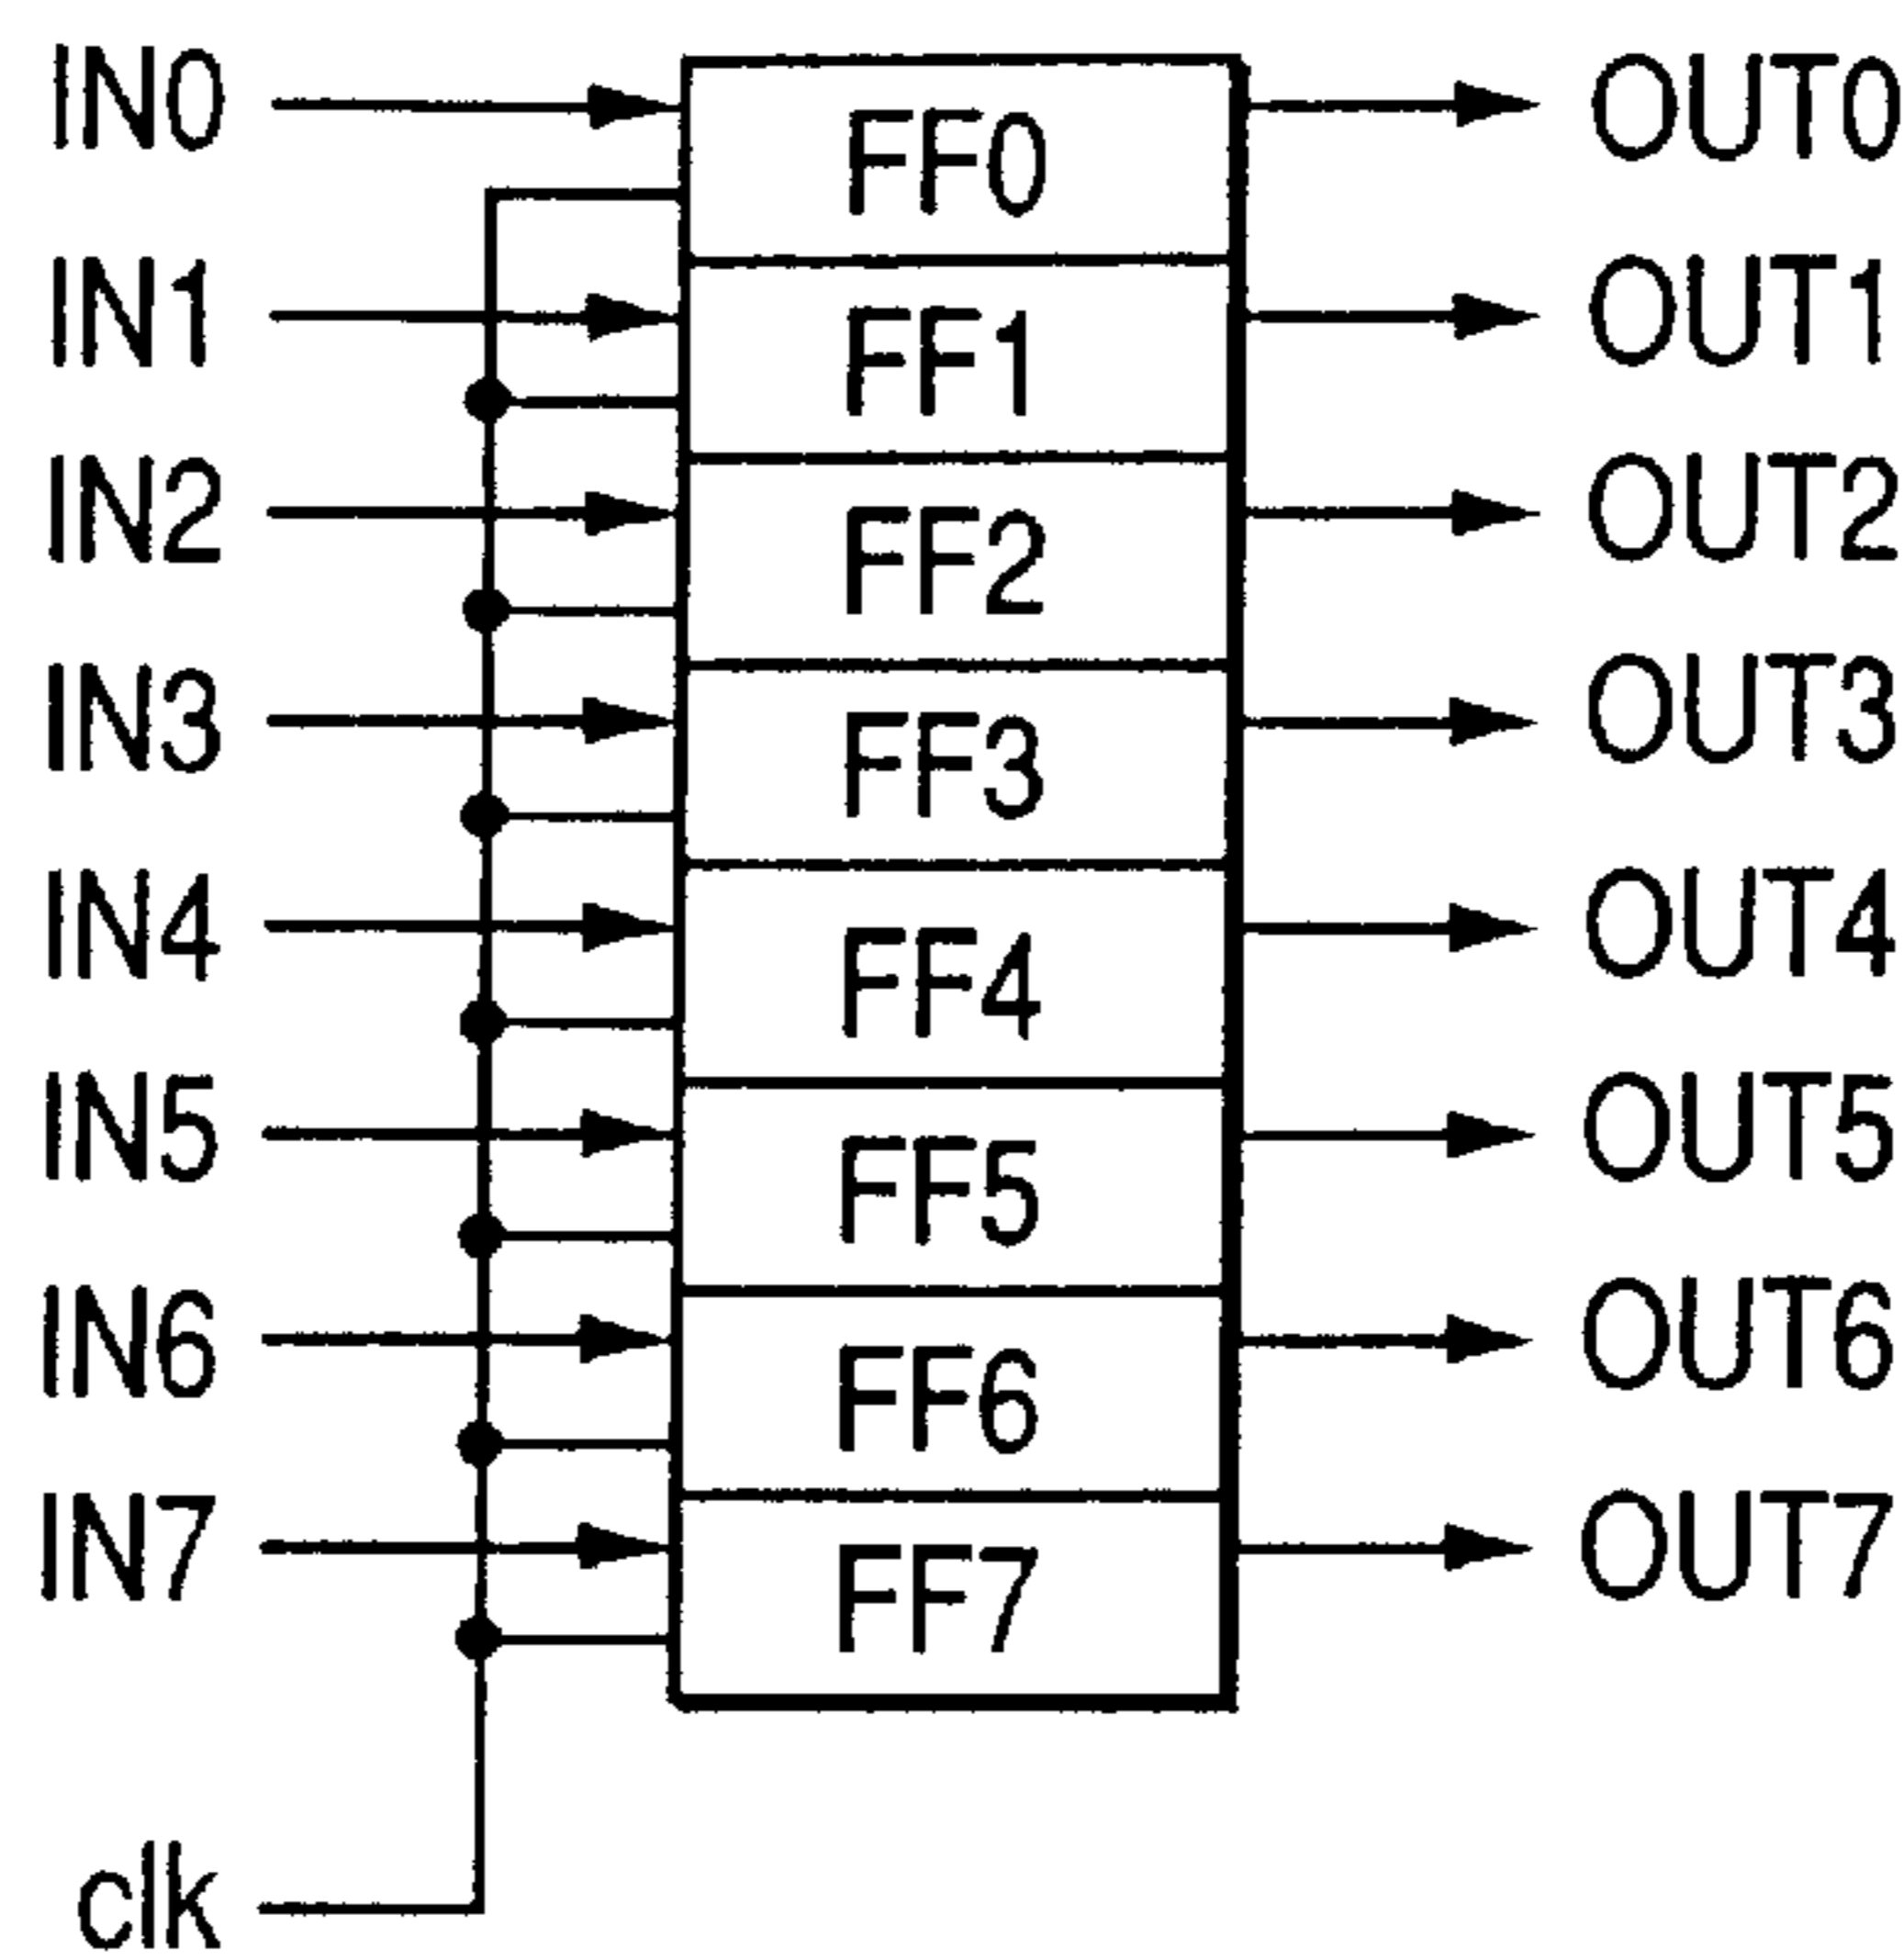 IN0 FF0 OUT0
IN1 FF1 OUT1
IN2 FF2 OUT2
IN3 FF3 OUT3
IN4 FF4 OUT4
IN5 FF5 OUT5
IN6 FF6 OUT6
IN7 FF7 OUT7
clk